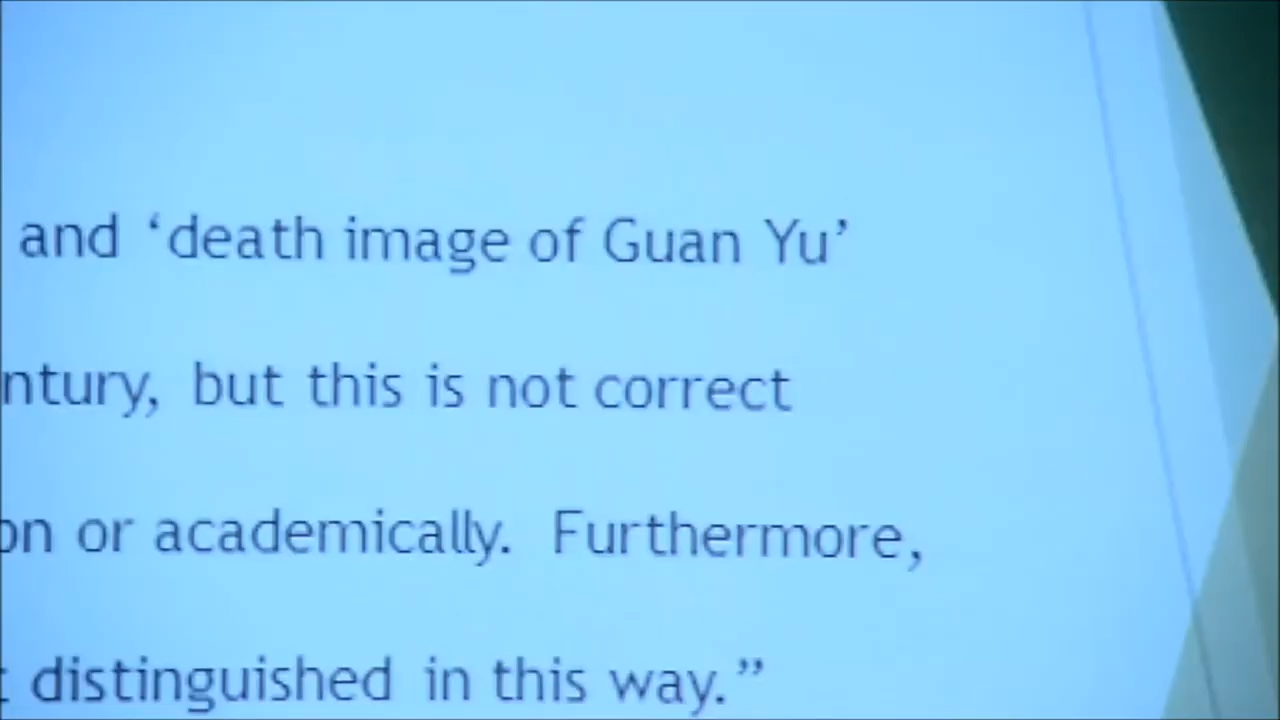 and ‘death image of Guan Yu’
ntury, but this is not correct
on or academically. Furthermore,
distinguished in this way.”